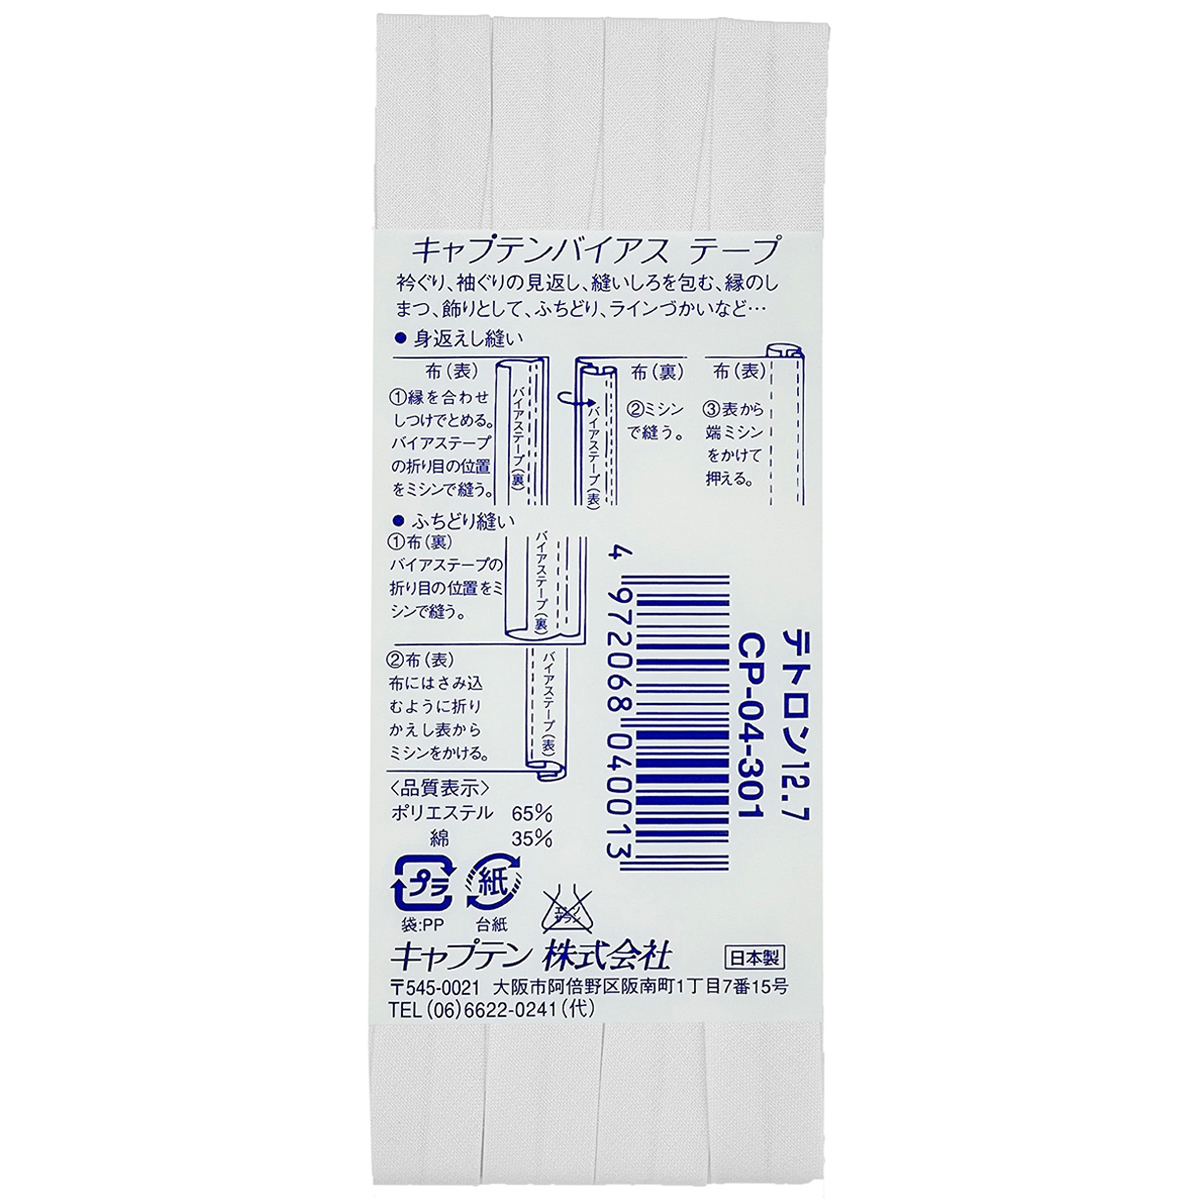 キャプテンバイアス テープ
衿ぐり、袖ぐりの見返し、縫いしろを包む、縁のし
まつ、飾りとして、ふちどり、ラインづかいなど…
● 身返えし縫い
布(表)
①縁を合わせ
しつけでとめる。
バイアステープ
の折り目の位置
をミシンで縫う。
バイアステープ(裏)
バイアステープ(表)
布(裏)
②ミシン
で縫う。
布(表)
③表から
端ミシン
をかけて
押える。
● ふちどり縫い
①布(裏)
バイアステープの
折り目の位置をミ
シンで縫う。
バイアステープ(裏)
②布(表)
布にはさみ込
むように折り
かえし表から
ミシンをかける。
バイアステープ(表)
4 972068 040013
CP-04-301
テトロン12.7
〈品質表示〉
ポリエステル 65%
綿 35%
プラ
袋:PP
紙
台紙
エンソ
サラシ
キャプテン 株式会社
日本製
〒545-0021 大阪市阿倍野区阪南町1丁目7番15号
TEL(06)6622-0241(代)